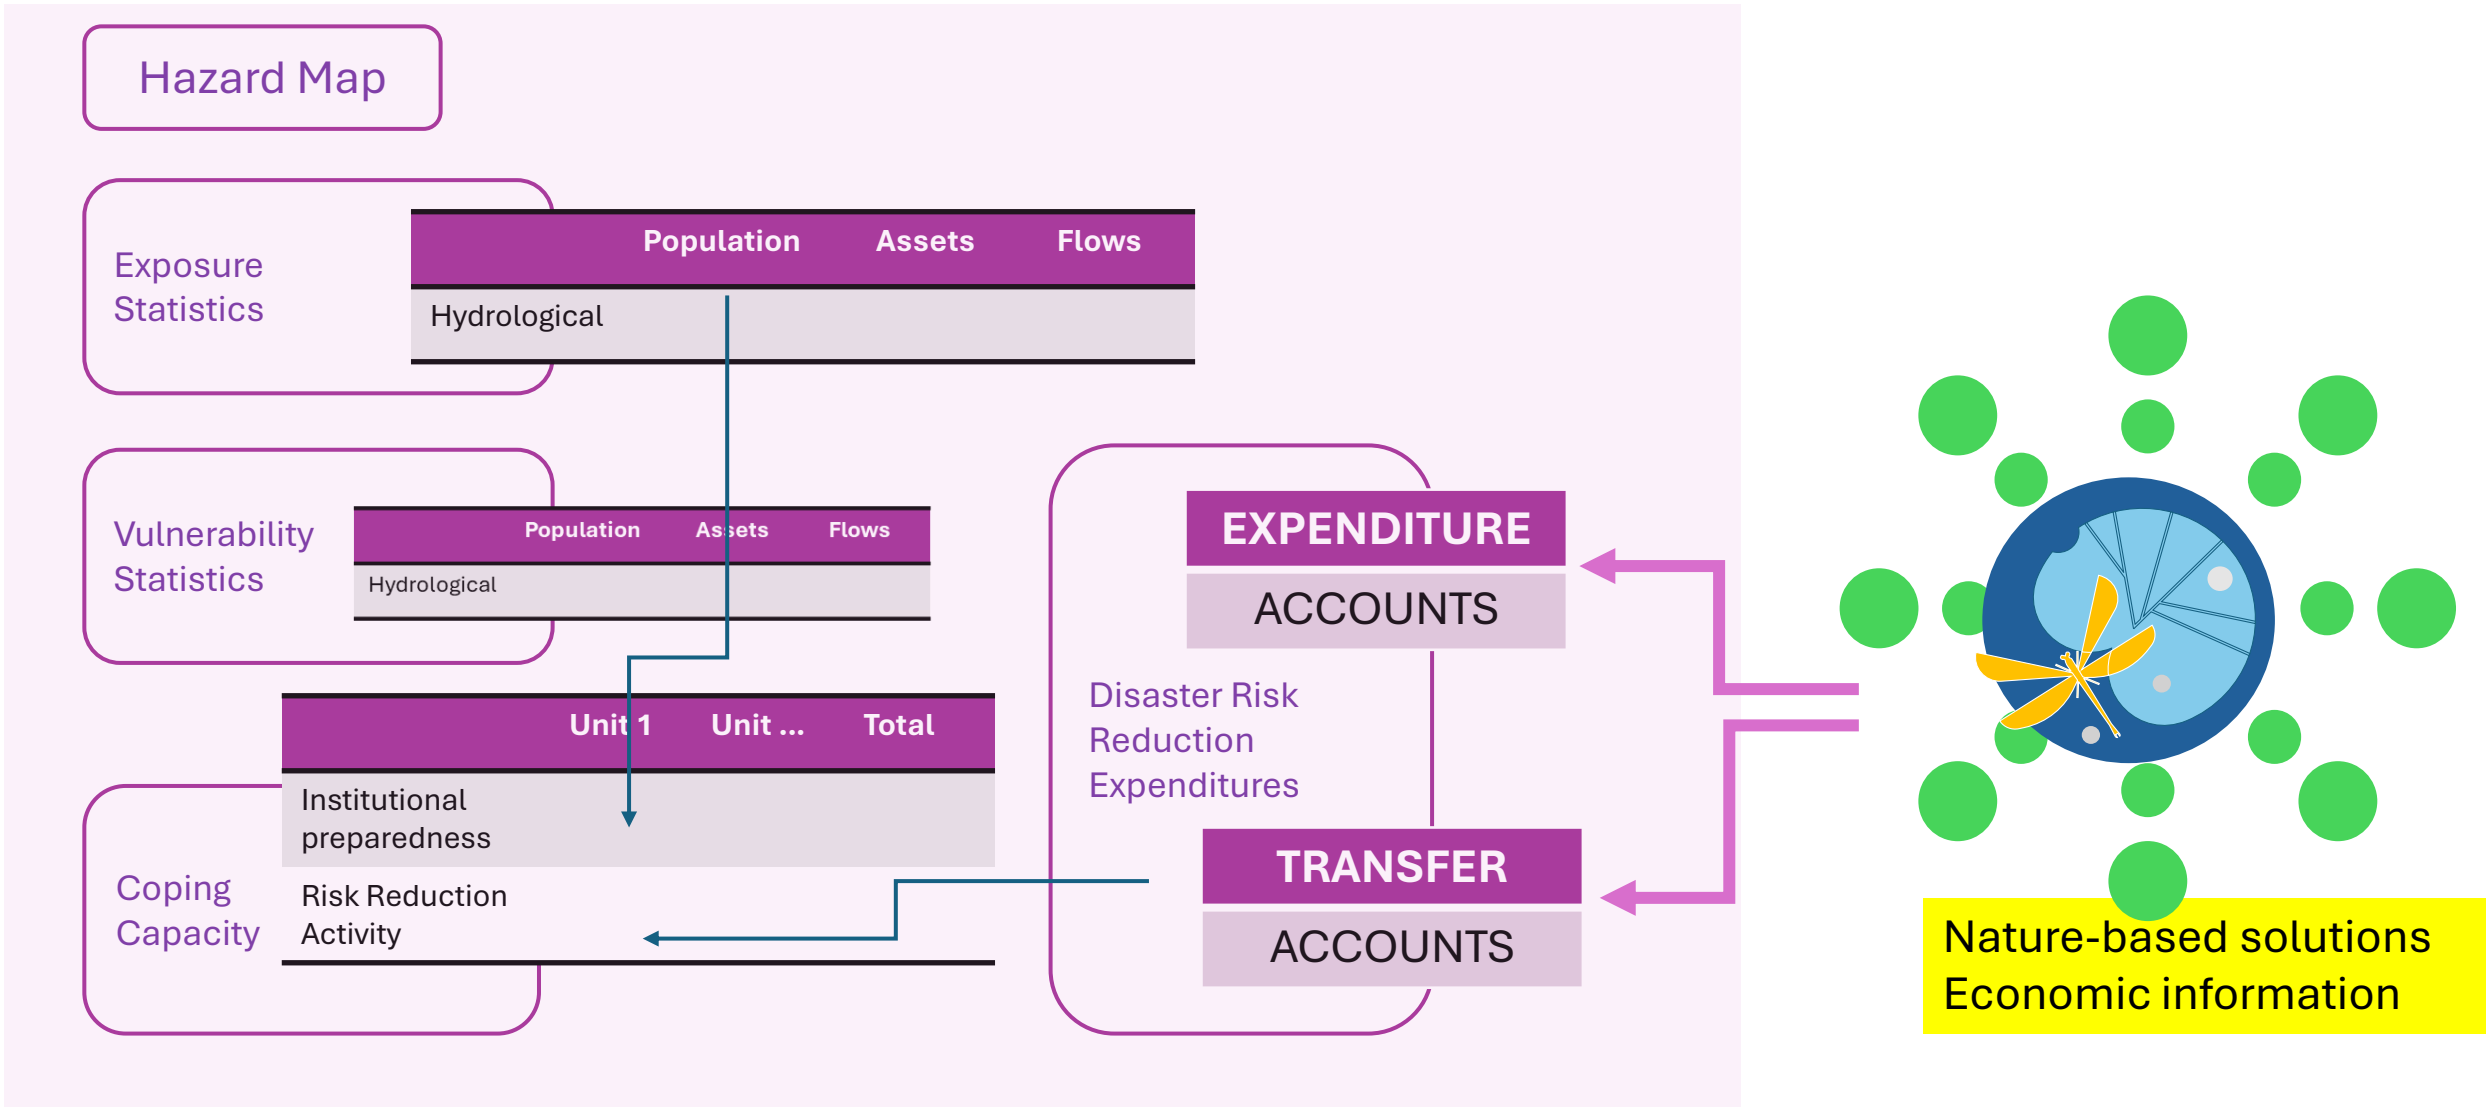 Hazard Map
Exposure
Statistics
Population Assets Flows
Hydrological
Vulnerability
Statistics
Population Assets Flows
Hydrological
Coping
Capacity
Unit 1 Unit ... Total
Institutional
preparedness
Risk Reduction
Activity
Disaster Risk
Reduction
Expenditures
EXPENDITURE
ACCOUNTS
TRANSFER
ACCOUNTS
Nature-based solutions
Economic information